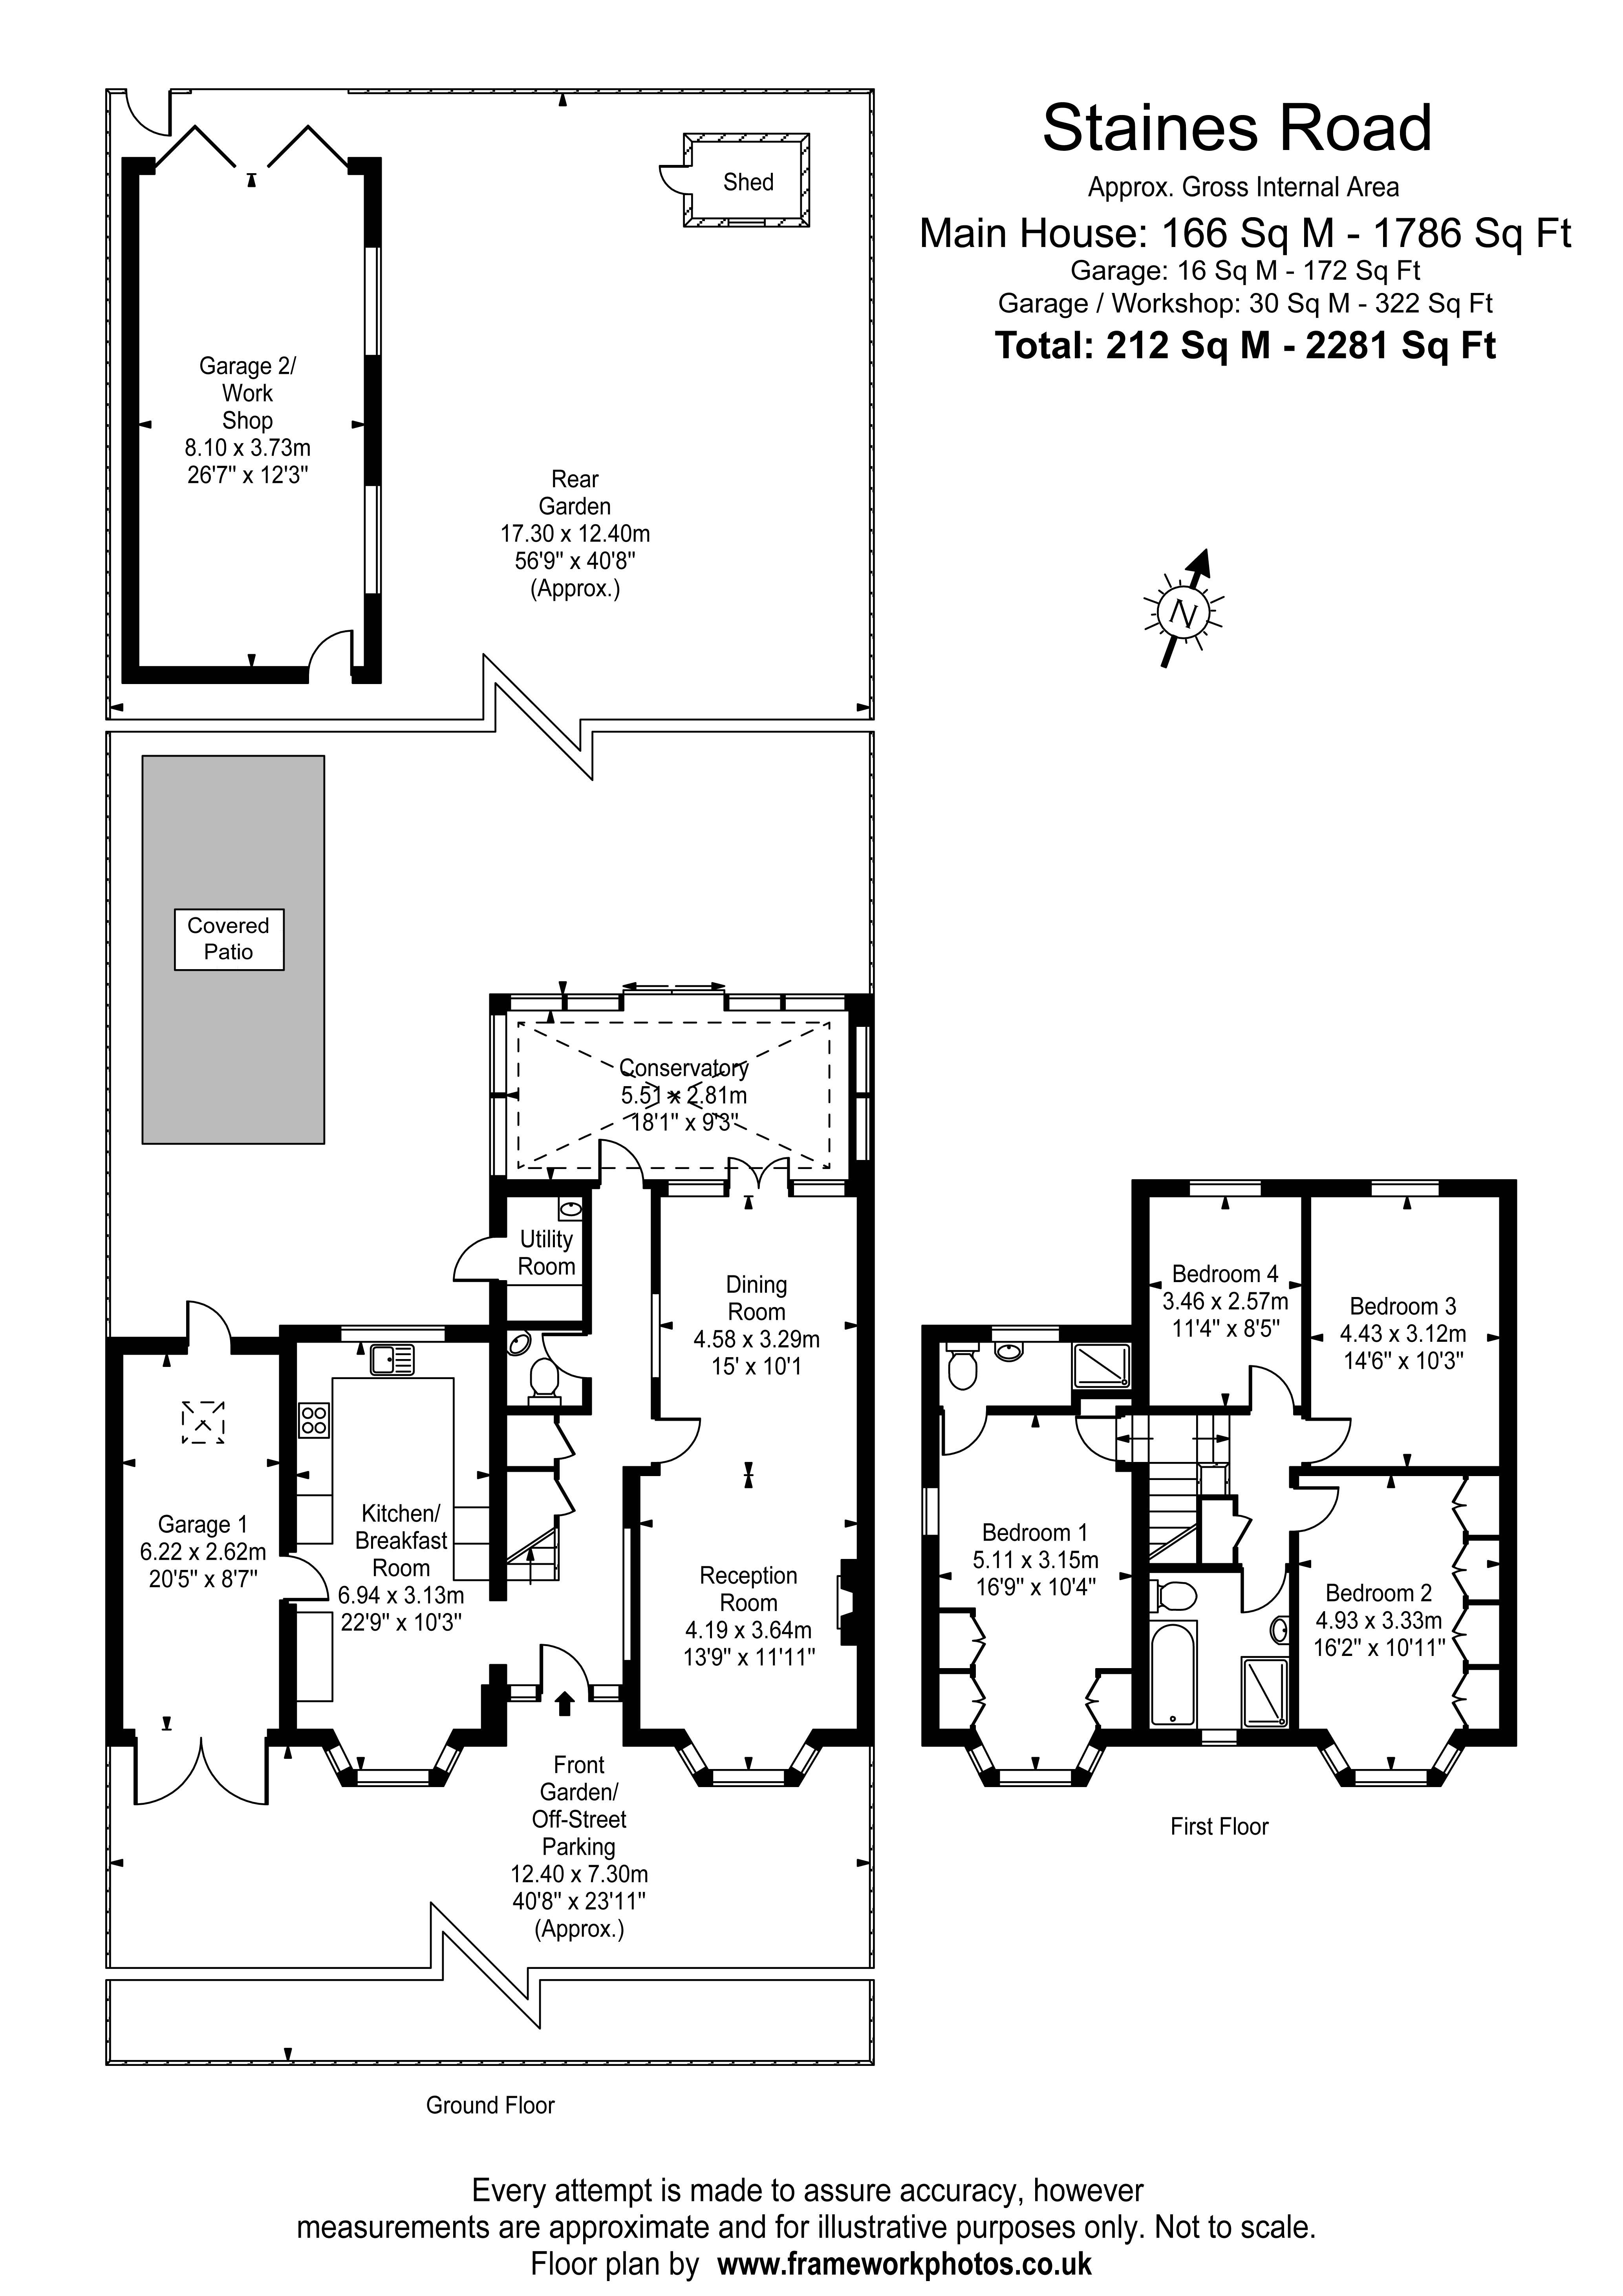 Staines Road
Approx. Gross Internal Area
Main House: 166 Sq M - 1786 Sq Ft
Garage: 16 Sq M - 172 Sq Ft
Garage / Workshop: 30 Sq M - 322 Sq Ft
Total: 212 Sq M - 2281 Sq Ft
Shed
Garage 2/
Work
Shop
8.10 x 3.73m
26'7" x 12'3"
Rear
Garden
17.30 x 12.40m
56'9" x 40'8"
(Approx.)
N
Covered
Patio
Conservatory
5.51 x 2.81m
18'1" x 9'3"
Utility
Room
Dining
Room
4.58 x 3.29m
15' x 10'1
Garage 1
6.22 x 2.62m
20'5" x 8'7"
Kitchen/
Breakfast
Room
6.94 x 3.13m
22'9" x 10'3"
Reception
Room
4.19 x 3.64m
13'9" x 11'11"
Front
Garden/
Off-Street
Parking
12.40 x 7.30m
40'8" x 23'11"
(Approx.)
Ground Floor
Bedroom 4
3.46 x 2.57m
11'4" x 8'5"
Bedroom 3
4.43 x 3.12m
14'6" x 10'3"
Bedroom 1
5.11 x 3.15m
16'9" x 10'4"
Bedroom 2
4.93 x 3.33m
16'2" x 10'11"
First Floor
Every attempt is made to assure accuracy, however
measurements are approximate and for illustrative purposes only. Not to scale.
Floor plan by www.frameworkphotos.co.uk